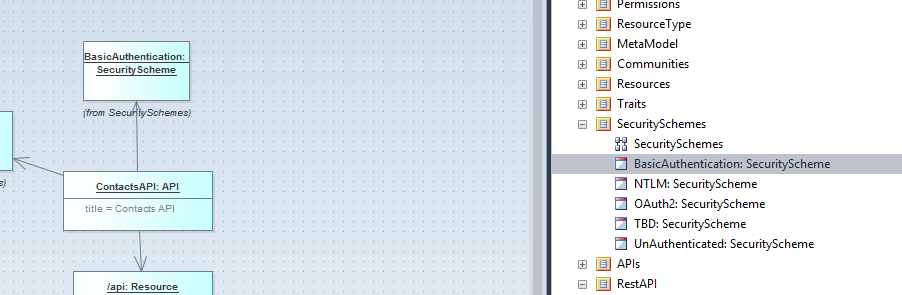 BasicAuthentication:
SecurityScheme
(from SecuritySchemes)
ContactsAPI: API
title = Contacts API
/api: Resource
Permissions
ResourceType
MetaModel
Communities
Resources
Traits
SecuritySchemes
SecuritySchemes
BasicAuthentication: SecurityScheme
NTLM: SecurityScheme
OAuth2: SecurityScheme
TBD: SecurityScheme
UnAuthenticated: SecurityScheme
APIs
RestAPI